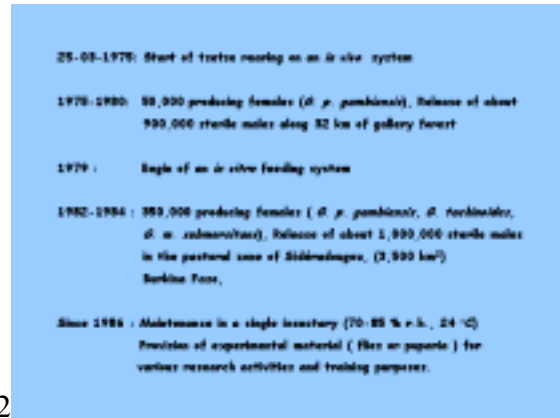 25-03-1975: Start of tsetse rearing on an in vivo system
1975-1980: 50,000 producing females (G. p. gambiensis), Release of about
900,000 sterile males along 32 km of gallery forest
1979 : Begin of an in vitro feeding system
1982-1984 : 350,000 producing females ( G. p. gambiensis, G. tachinoides,
G. m. submorsitans), Release of about 1,000,000 sterile males
in the pastoral zone of Sidéradougou, (3,500 km²)
Burkina Faso,
Since 1986 : Maintenance in a single insectary (70-85 % r.h., 24 °C)
Provision of experimental material ( flies or puparia ) for
various research activities and training purposes.
2